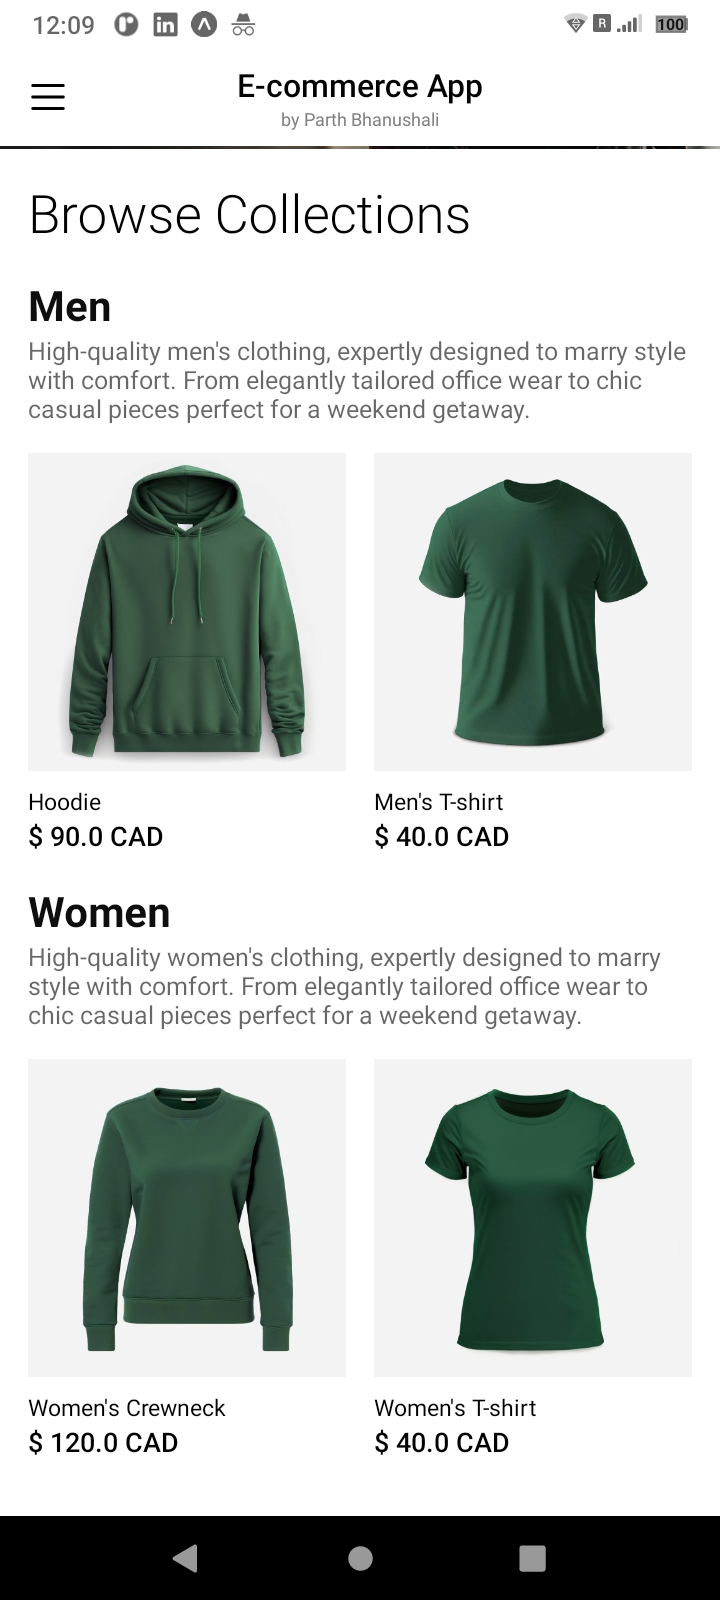 12:09
in
R
100
E-commerce App
by Parth Bhanushali
Browse Collections
Men
High-quality men's clothing, expertly designed to marry style
with comfort. From elegantly tailored office wear to chic
casual pieces perfect for a weekend getaway.
Hoodie
Men's T-shirt
$ 90.0 CAD
$ 40.0 CAD
Women
High-quality women's clothing, expertly designed to marry
style with comfort. From elegantly tailored office wear to
chic casual pieces perfect for a weekend getaway.
Women's Crewneck
Women's T-shirt
$ 120.0 CAD
$ 40.0 CAD